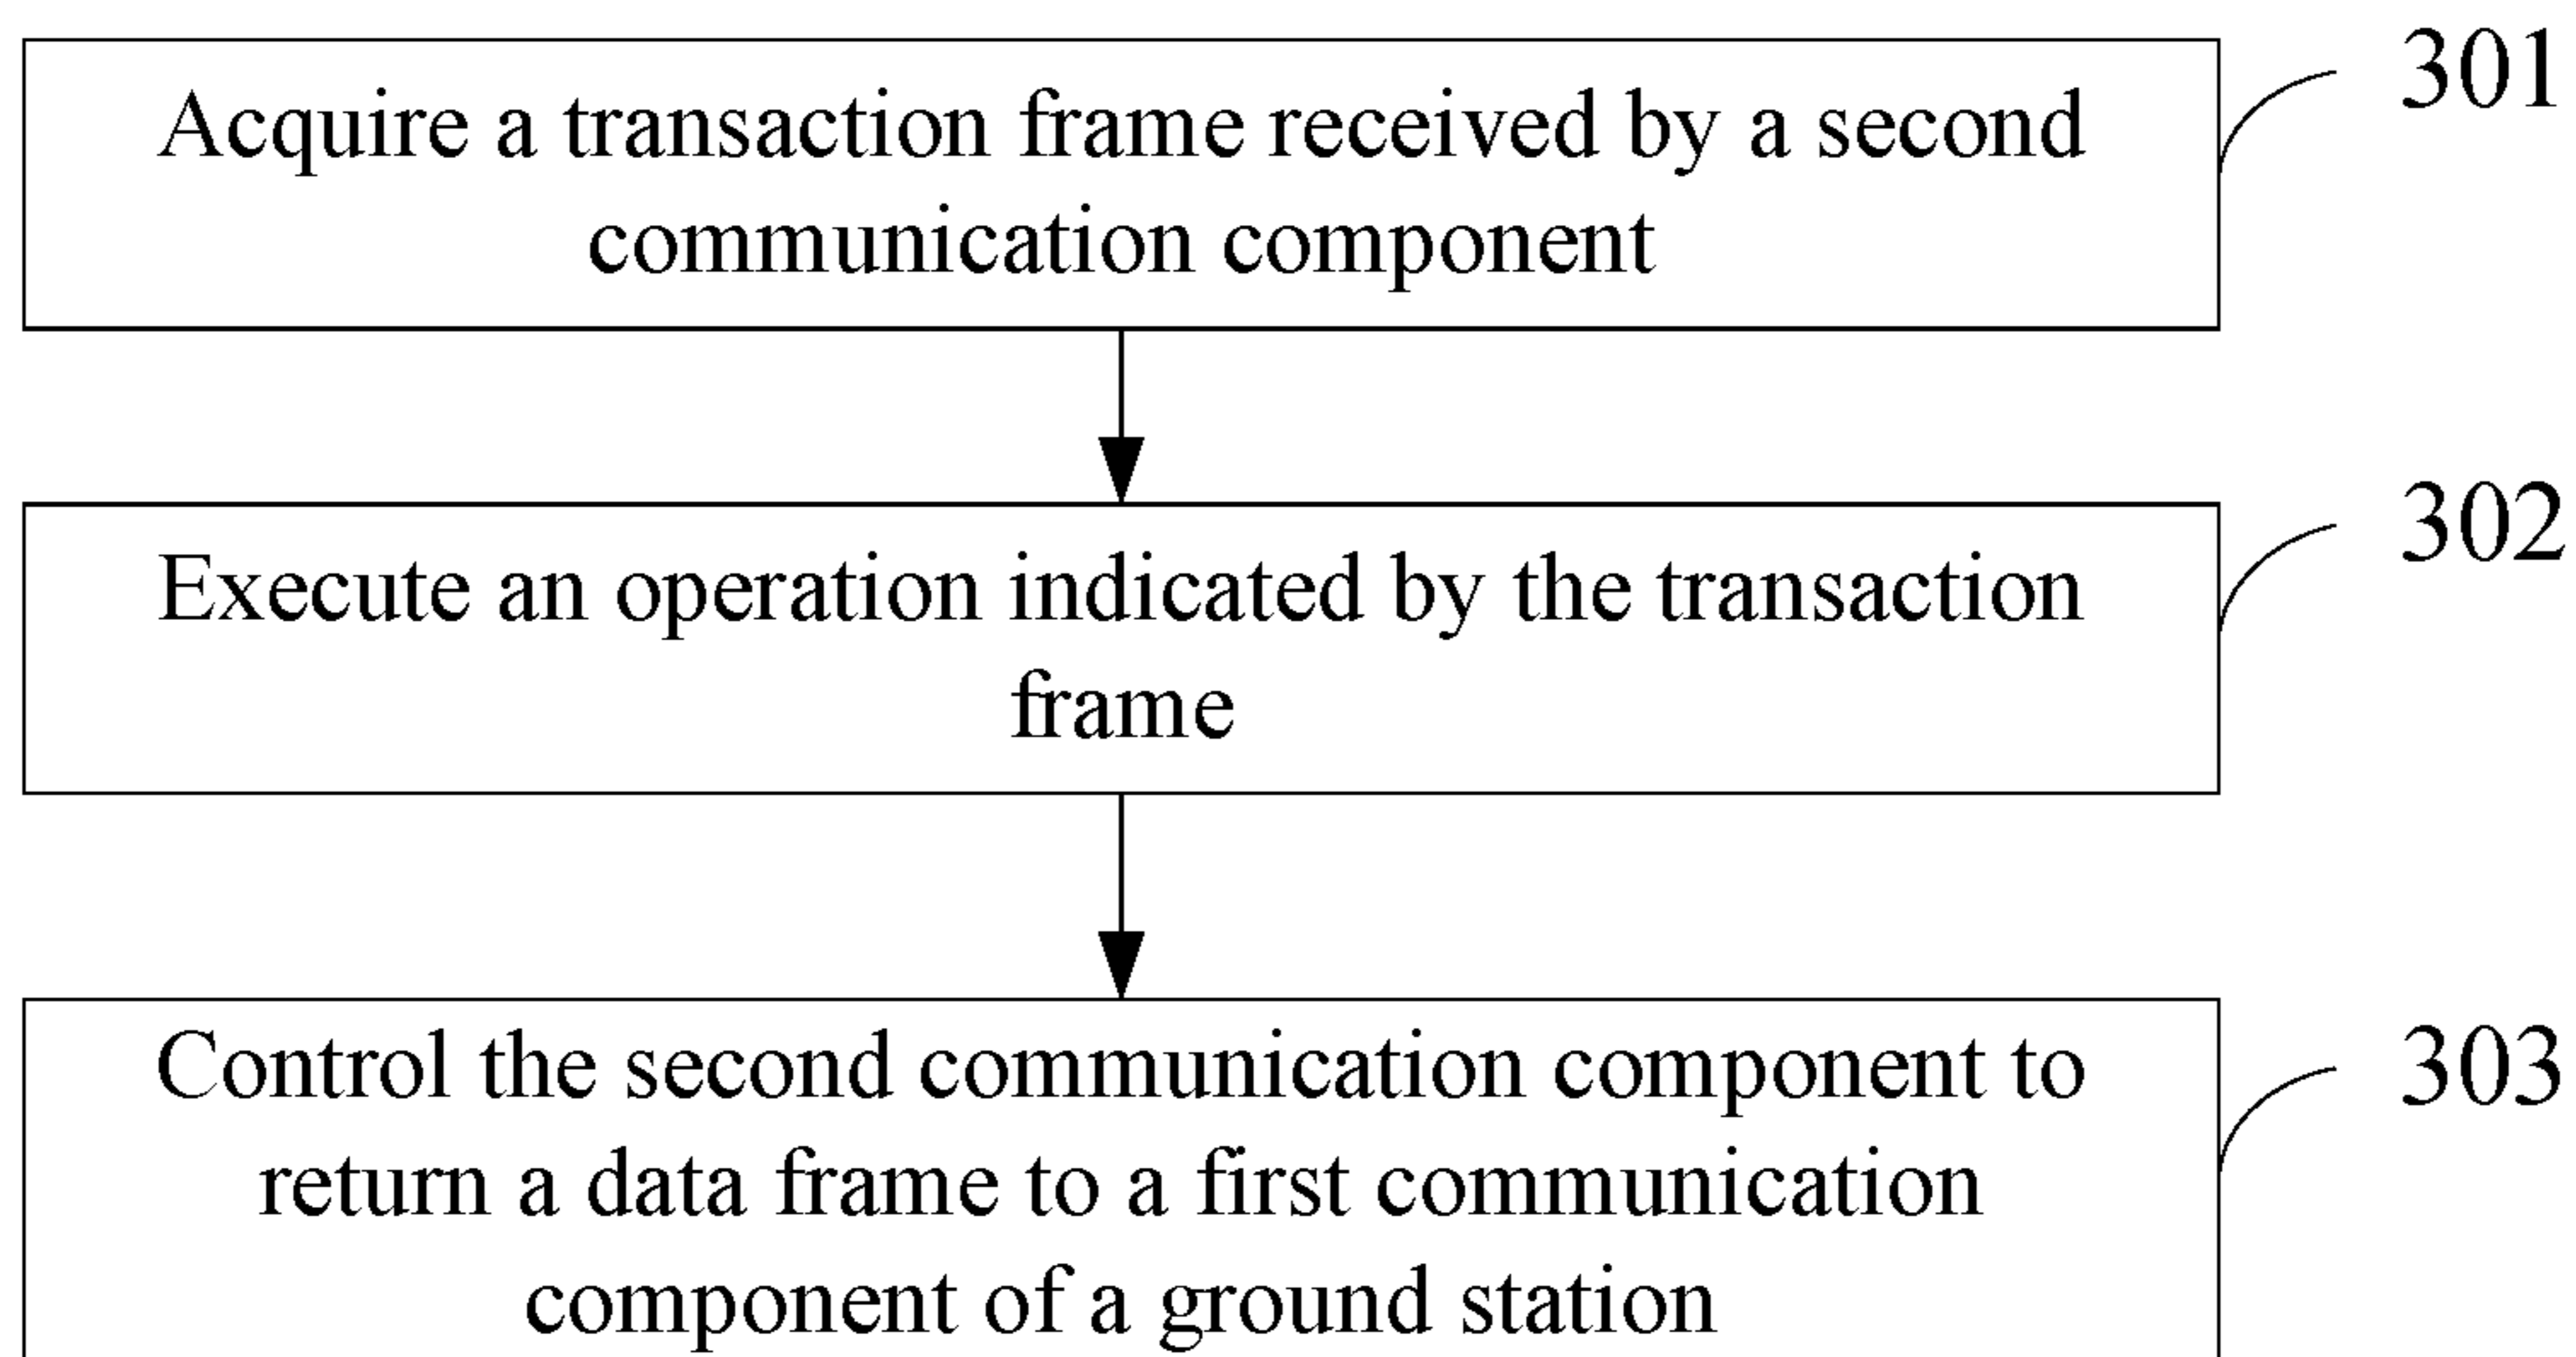 301
Acquire a transaction frame received by a second
communication component
302
Execute an operation indicated by the transaction
frame
303
Control the second communication component to
return a data frame to a first communication
component of a ground station